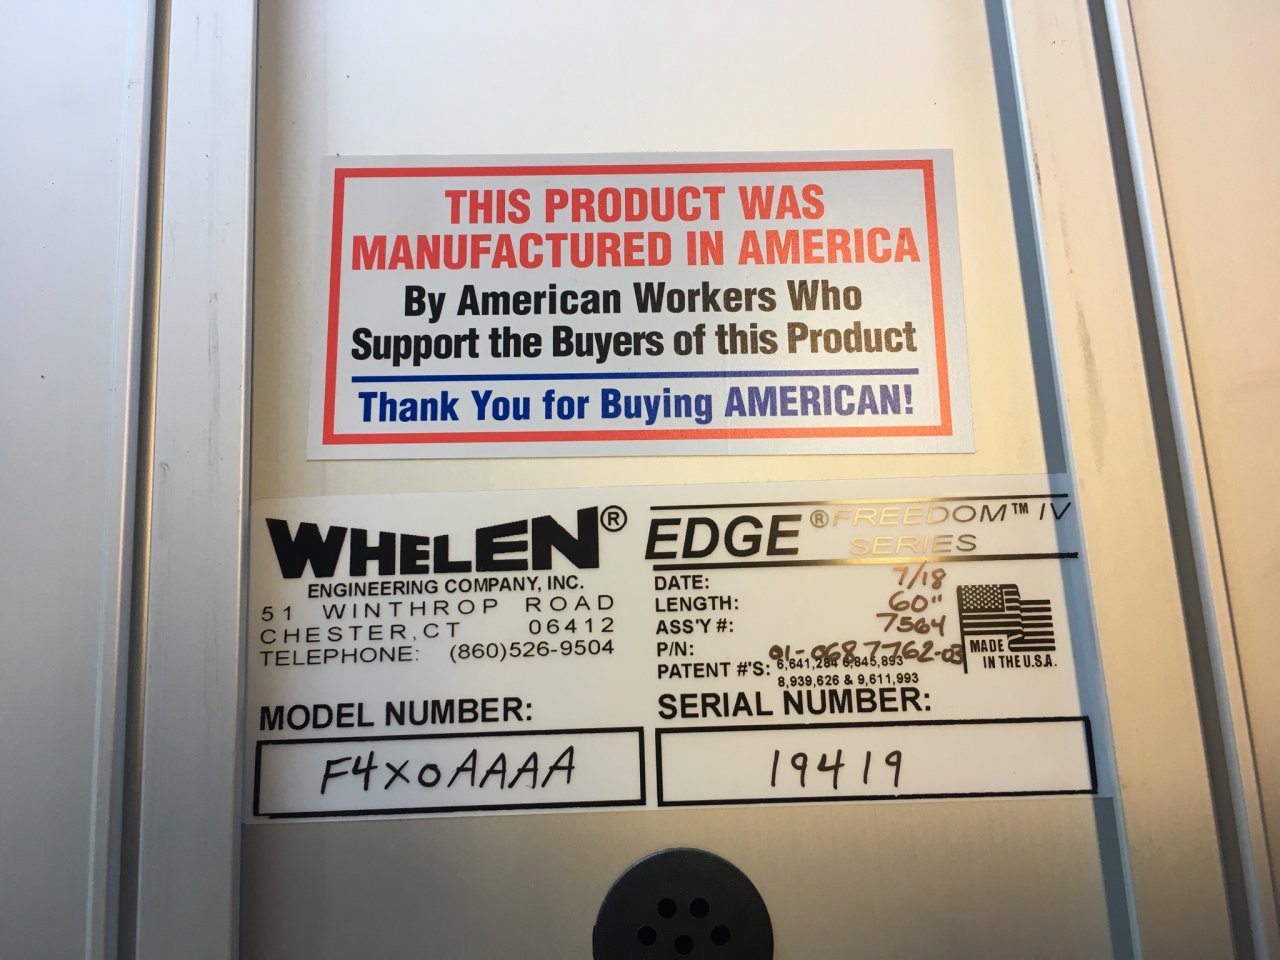 THIS PRODUCT WAS
MANUFACTURED IN AMERICA
By American Workers Who
Support the Buyers of this Product
Thank You for Buying AMERICAN!
WHELEN®
ENGINEERING COMPANY, INC.
51 WINTHROP ROAD
CHESTER, CT 06412
TELEPHONE: (860)526-9504
EDGE® FREEDOM™ IV
SERIES
DATE: 7/18
LENGTH: 60"
ASS'Y #: 7564
P/N: 01-0687762-03
PATENT #'S: 6,641,284 6,845,893
8,939,626 & 9,611,993
MADE
IN THE U.S.A.
MODEL NUMBER:
F4X0AAAA
SERIAL NUMBER:
19419